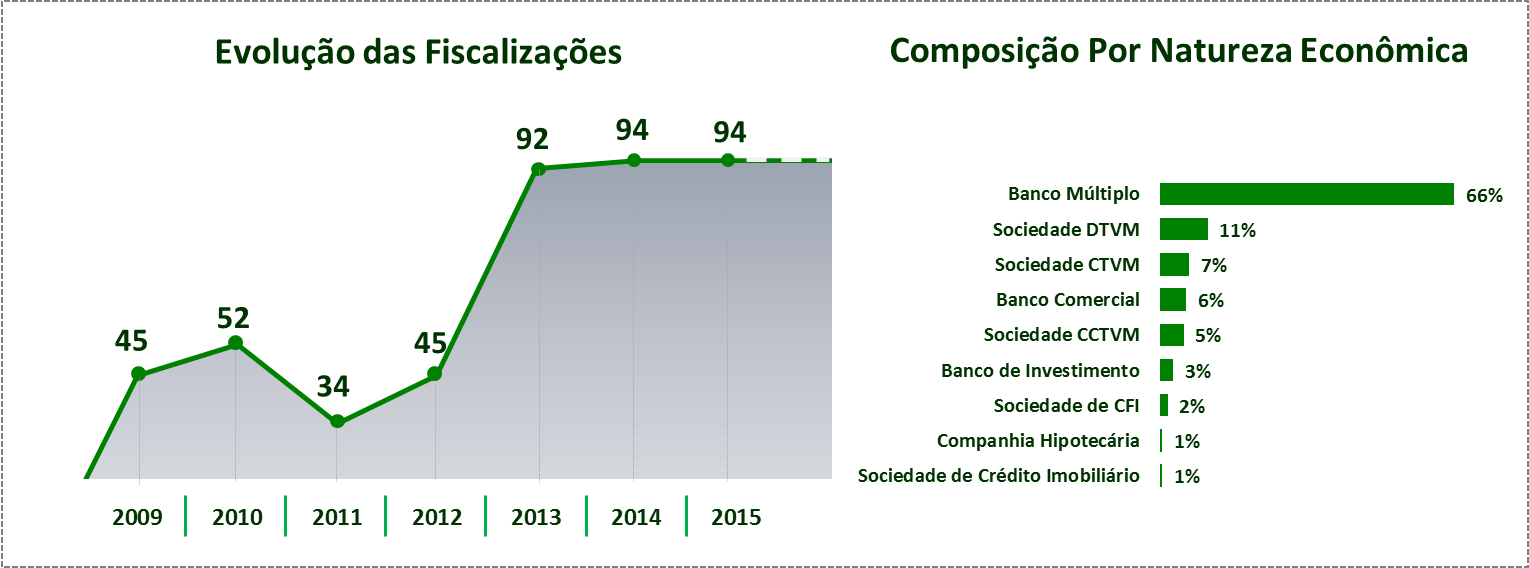 Evolução das Fiscalizações
45
52
34
45
92
94
94
2009
2010
2011
2012
2013
2014
2015
Composição Por Natureza Econômica
Banco Múltiplo 66%
Sociedade DTVM 11%
Sociedade CTVM 7%
Banco Comercial 6%
Sociedade CCTVM 5%
Banco de Investimento 3%
Sociedade de CFI 2%
Companhia Hipotecária 1%
Sociedade de Crédito Imobiliário 1%